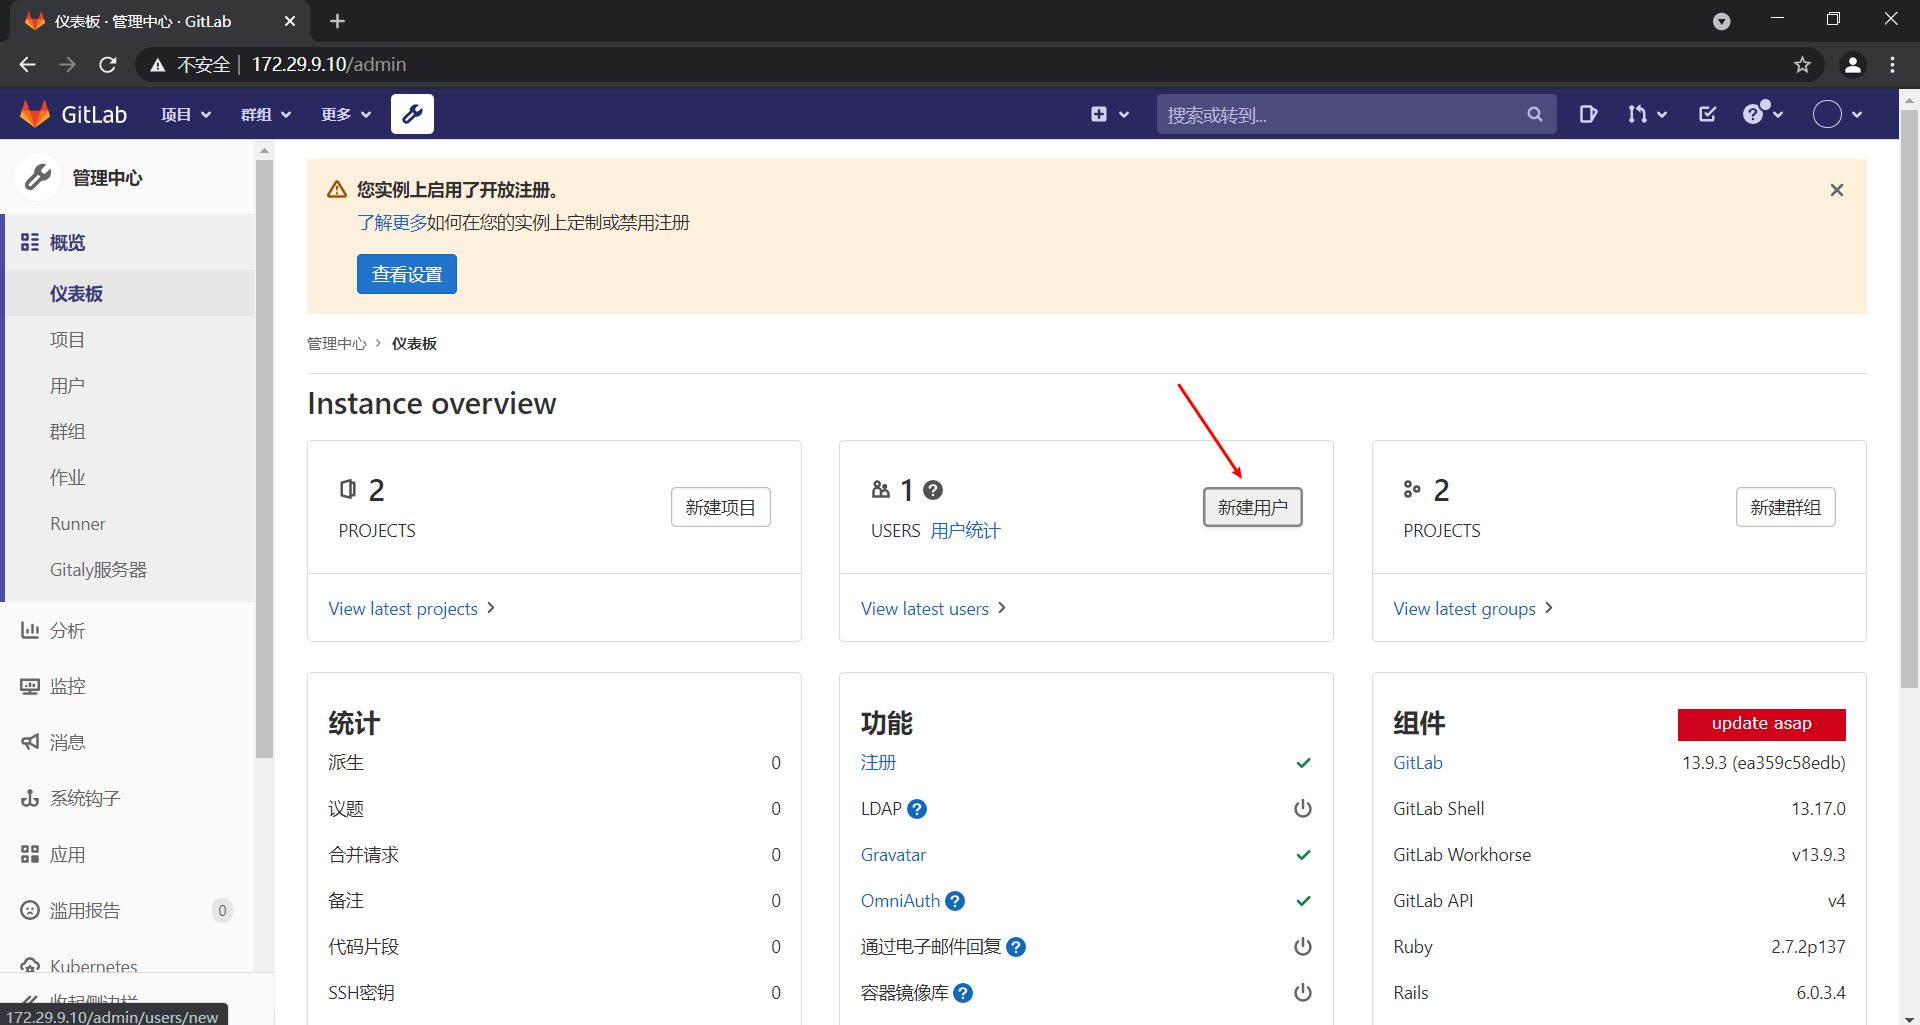 仪表板 · 管理中心 · GitLab
不安全 | 172.29.9.10/admin
GitLab 项目 群组 更多 搜索或转到...
管理中心
概览
仪表板
项目
用户
群组
作业
Runner
Gitaly服务器
分析
监控
消息
系统钩子
应用
滥用报告 0
Kubernetes
收起侧边栏
172.29.9.10/admin/users/new
您实例上启用了开放注册。
了解更多如何在您的实例上定制或禁用注册
查看设置
管理中心 > 仪表板
Instance overview
2
PROJECTS
新建项目
View latest projects
1
USERS 用户统计
新建用户
View latest users
2
PROJECTS
新建群组
View latest groups
统计
派生 0
议题 0
合并请求 0
备注 0
代码片段 0
SSH密钥 0
功能
注册
LDAP
Gravatar
OmniAuth
通过电子邮件回复
容器镜像库
组件 update asap
GitLab 13.9.3 (ea359c58edb)
GitLab Shell 13.17.0
GitLab Workhorse v13.9.3
GitLab API v4
Ruby 2.7.2p137
Rails 6.0.3.4